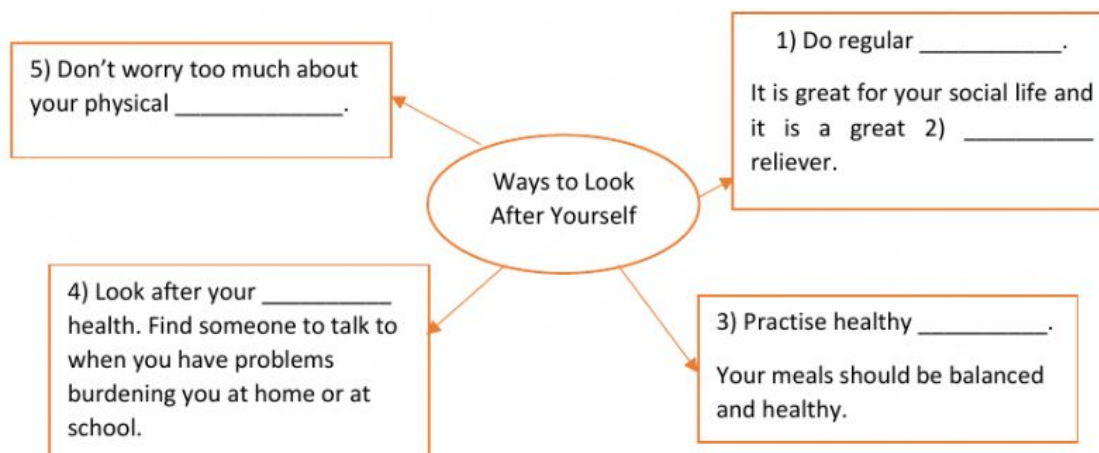 5) Don't worry too much about
your physical ______________.
1) Do regular ____________.
It is great for your social life and
it is a great 2) ___________
reliever.
Ways to Look
After Yourself
4) Look after your ___________
health. Find someone to talk to
when you have problems
burdening you at home or at
school.
3) Practise healthy ___________.
Your meals should be balanced
and healthy.